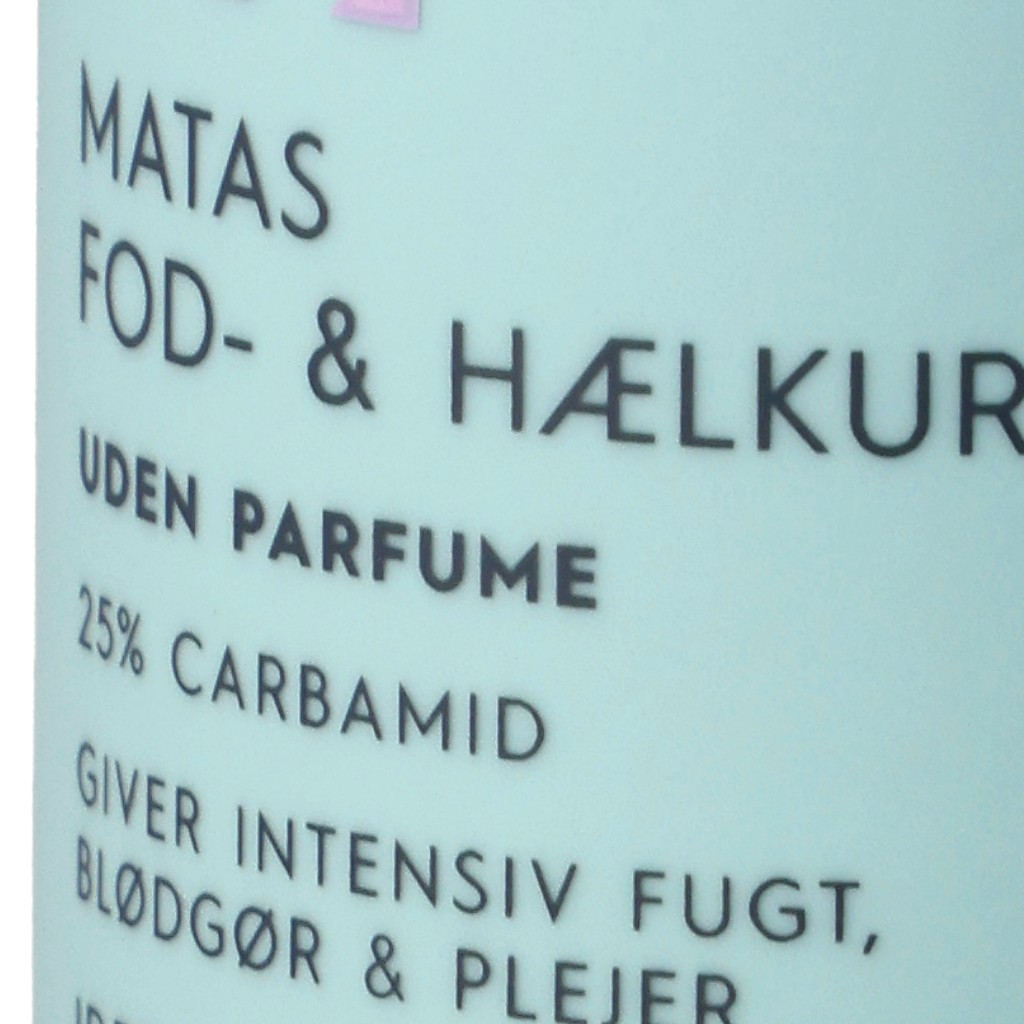 MATAS
FOD- & HÆLKUR
UDEN PARFUME
25% CARBAMID
GIVER INTENSIV FUGT,
BLØDGØR & PLEJER